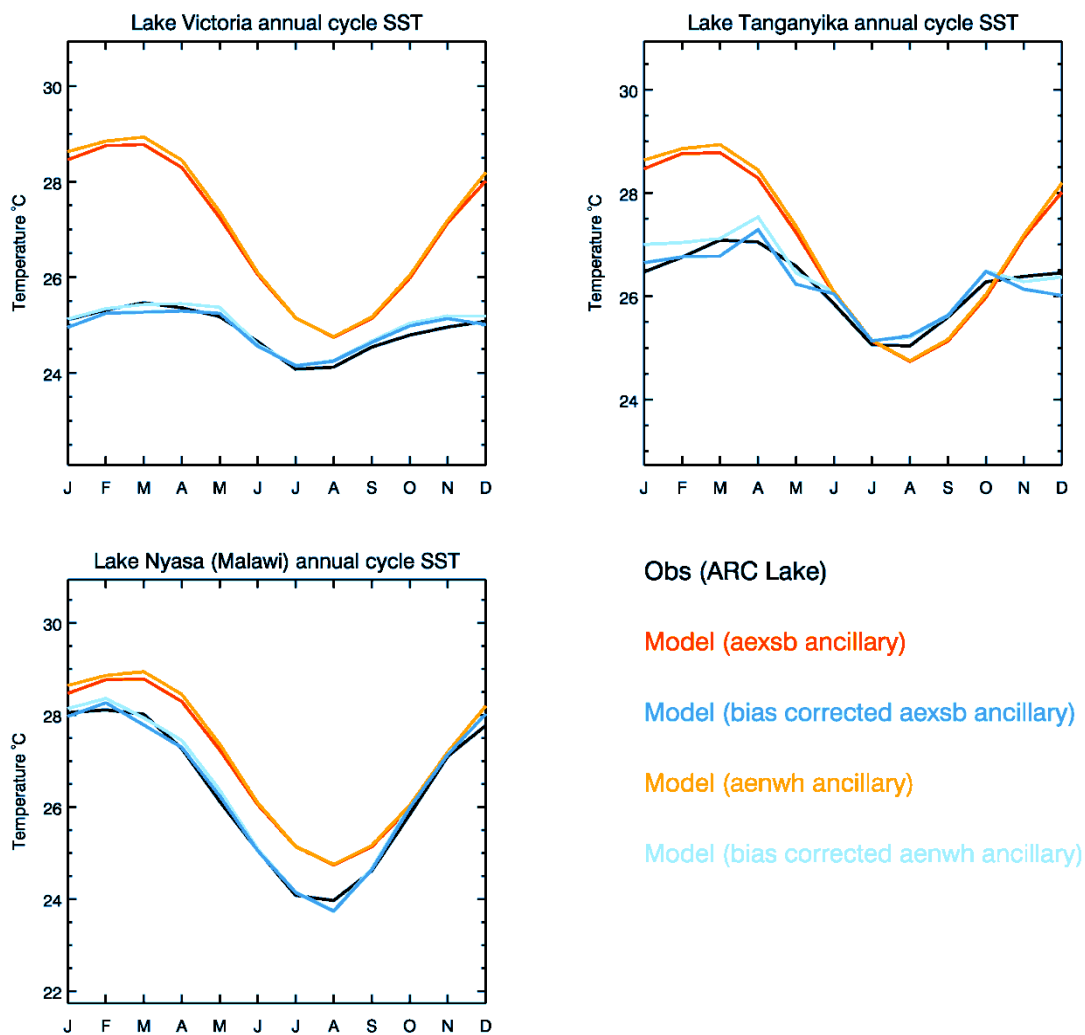 Lake Victoria annual cycle SST
Temperature °C
30
28
26
24
J F M A M J J A S O N D
Lake Tanganyika annual cycle SST
Temperature °C
30
28
26
24
J F M A M J J A S O N D
Lake Nyasa (Malawi) annual cycle SST
Temperature °C
30
28
26
24
22
J F M A M J J A S O N D
Obs (ARC Lake)
Model (aexsb ancillary)
Model (bias corrected aexsb ancillary)
Model (aenwh ancillary)
Model (bias corrected aenwh ancillary)